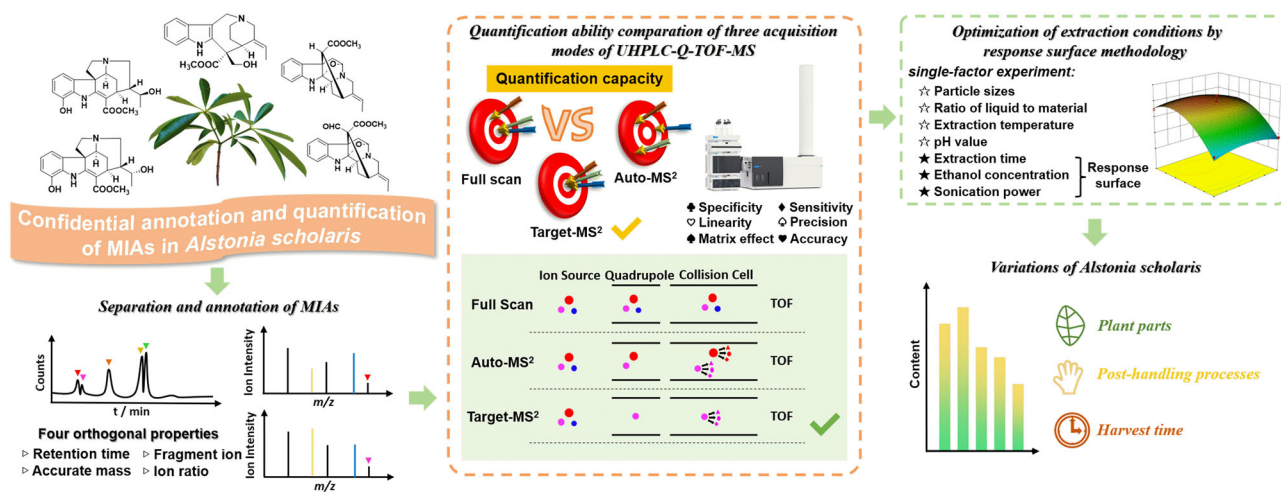 N
N
H
H₃COOC
OH
COOCH₃
O
N
N
N
N
H
H
H
OH
OH
COOCH₃
OHC
COOCH₃
O
N
N
N
N
H
H
H
OH
OH
COOCH₃
Confidential annotation and quantification
of MIAs in Alstonia scholaris
Separation and annotation of MIAs
Counts
t / min
Four orthogonal properties
▷ Retention time
▷ Fragment ion
▷ Accurate mass
▷ Ion ratio
Ion Intensity
m/z
Ion Intensity
m/z
Quantification ability comparation of three acquisition
modes of UHPLC-Q-TOF-MS
Quantification capacity
VS
Full scan
Auto-MS²
Target-MS²
♣ Specificity
♦ Sensitivity
♡ Linearity
♤ Precision
♠ Matrix effect
♥ Accuracy
Ion Source
Quadrupole
Collision Cell
Full Scan
TOF
Auto-MS²
TOF
Target-MS²
TOF
Optimization of extraction conditions by
response surface methodology
single-factor experiment:
☆ Particle sizes
☆ Ratio of liquid to material
☆ Extraction temperature
☆ pH value
★ Extraction time
★ Ethanol concentration
★ Sonication power
Response
surface
Variations of Alstonia scholaris
Content
Plant parts
Post-handling processes
Harvest time